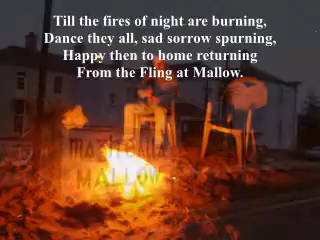 Till the fires of night are burning,
Dance they all, sad sorrow spurning,
Happy then to home returning
From the Fling at Mallow.
MALLOW